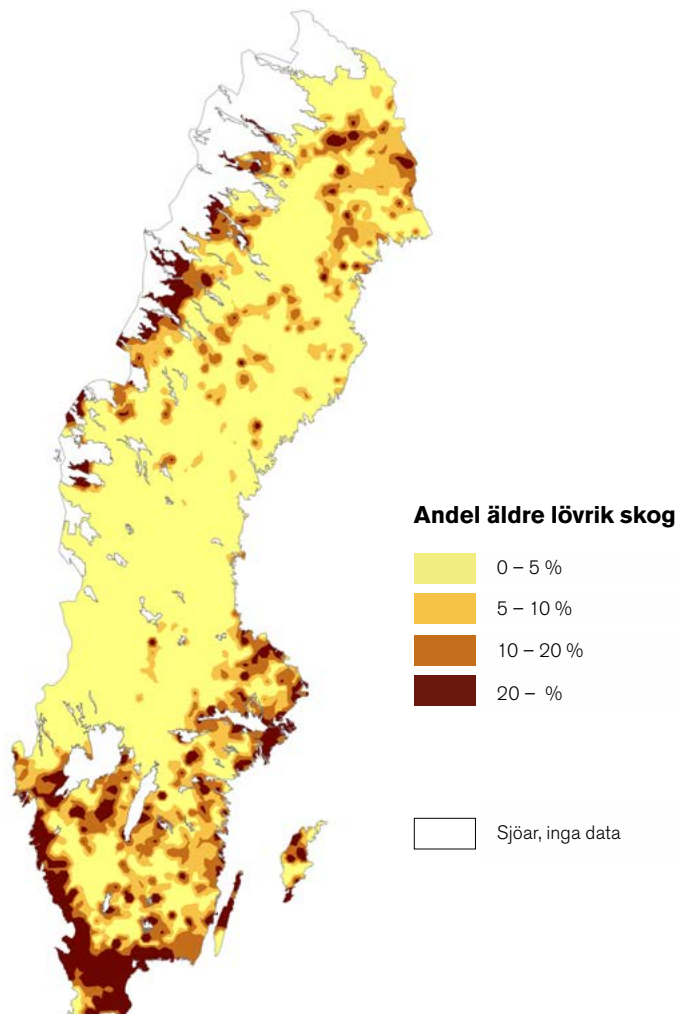 Andel äldre lövrik skog
0 – 5 %
5 – 10 %
10 – 20 %
20 – %
Sjöar, inga data